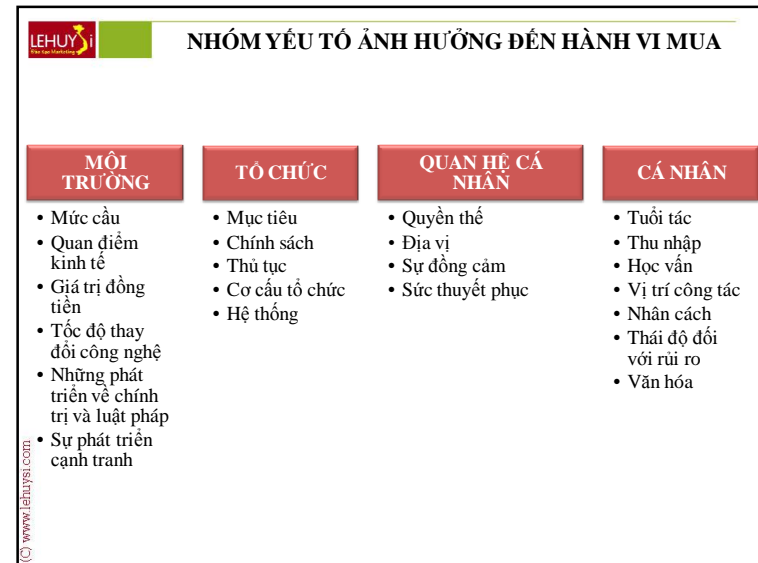 LEHUYSi
Đào tạo Marketing
NHÓM YẾU TỐ ẢNH HƯỞNG ĐẾN HÀNH VI MUA
MÔI
TRƯỜNG
• Mức cầu
• Quan điểm
kinh tế
• Giá trị đồng
tiền
• Tốc độ thay
đổi công nghệ
• Những phát
triển về chính
trị và luật pháp
• Sự phát triển
cạnh tranh
TỔ CHỨC
• Mục tiêu
• Chính sách
• Thủ tục
• Cơ cấu tổ chức
• Hệ thống
QUAN HỆ CÁ
NHÂN
• Quyền thế
• Địa vị
• Sự đồng cảm
• Sức thuyết phục
CÁ NHÂN
• Tuổi tác
• Thu nhập
• Học vấn
• Vị trí công tác
• Nhân cách
• Thái độ đối
với rủi ro
• Văn hóa
(C) www.lehuysi.com